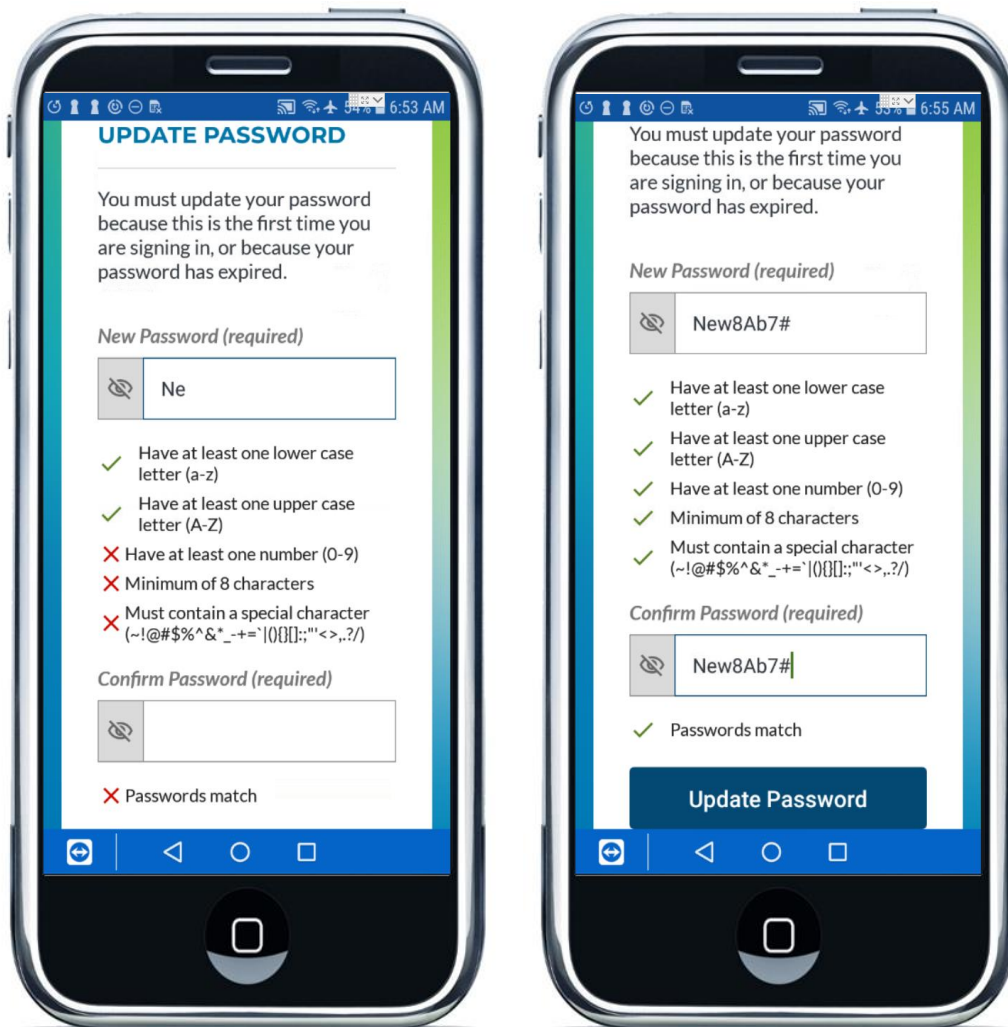 6:53 AM
UPDATE PASSWORD
You must update your password
because this is the first time you
are signing in, or because your
password has expired.
New Password (required)
Ne
Have at least one lower case
letter (a-z)
Have at least one upper case
letter (A-Z)
Have at least one number (0-9)
Minimum of 8 characters
Must contain a special character
(~!@#$%^&*_-+=`|(){}[]:;"'<>,.?/)
Confirm Password (required)
Passwords match
6:55 AM
You must update your password
because this is the first time you
are signing in, or because your
password has expired.
New Password (required)
New8Ab7#
Have at least one lower case
letter (a-z)
Have at least one upper case
letter (A-Z)
Have at least one number (0-9)
Minimum of 8 characters
Must contain a special character
(~!@#$%^&*_-+=`|(){}[]:;"'<>,.?/)
Confirm Password (required)
New8Ab7#
Passwords match
Update Password